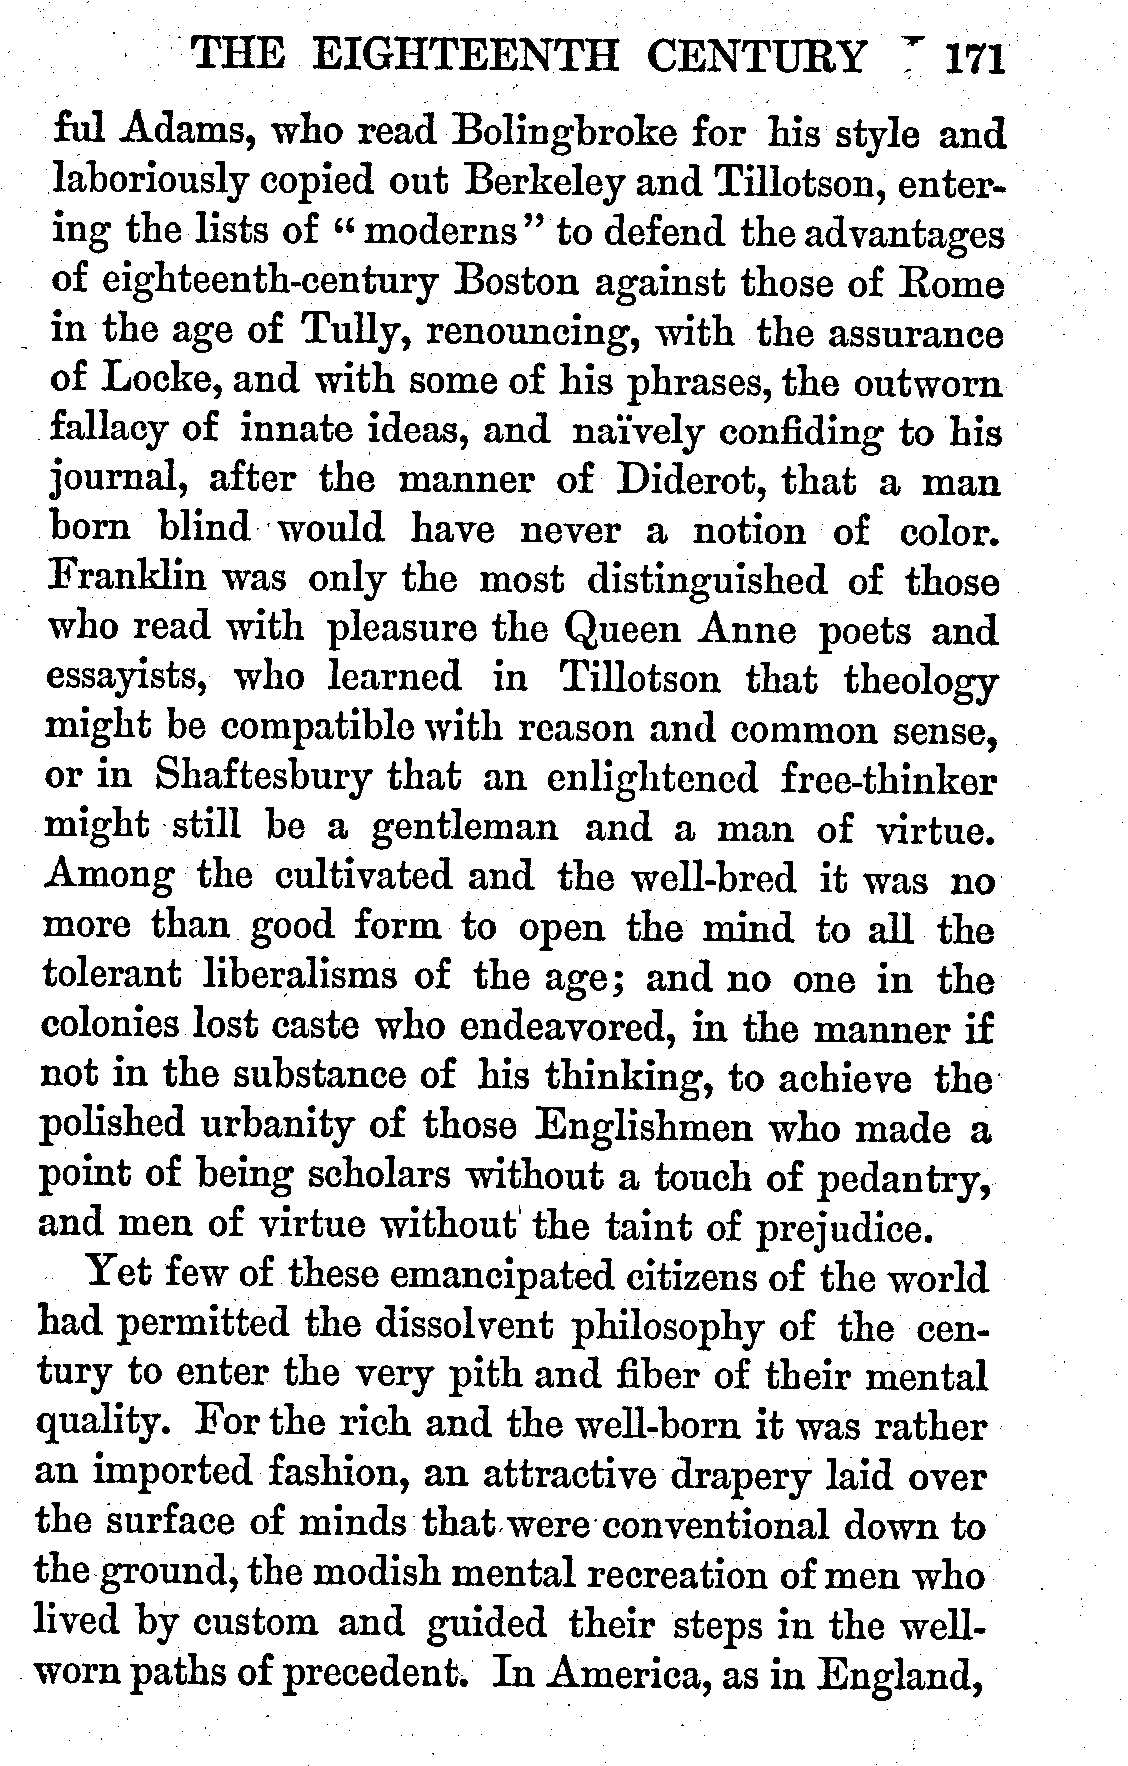 THE EIGHTEENTH CENTURY 171
ful Adams, who read Bolingbroke for his style and
laboriously copied out Berkeley and Tillotson, enter-
ing the lists of “ moderns ” to defend the advantages
of eighteenth-century Boston against those of Rome
in the age of Tully, renouncing, with the assurance
of Locke, and with some of his phrases, the outworn
fallacy of innate ideas, and naïvely confiding to his
journal, after the manner of Diderot, that a man
born blind would have never a notion of color.
Franklin was only the most distinguished of those
who read with pleasure the Queen Anne poets and
essayists, who learned in Tillotson that theology
might be compatible with reason and common sense,
or in Shaftesbury that an enlightened free-thinker
might still be a gentleman and a man of virtue.
Among the cultivated and the well-bred it was no
more than good form to open the mind to all the
tolerant liberalisms of the age; and no one in the
colonies lost caste who endeavored, in the manner if
not in the substance of his thinking, to achieve the
polished urbanity of those Englishmen who made a
point of being scholars without a touch of pedantry,
and men of virtue without the taint of prejudice.
Yet few of these emancipated citizens of the world
had permitted the dissolvent philosophy of the cen-
tury to enter the very pith and fiber of their mental
quality. For the rich and the well-born it was rather
an imported fashion, an attractive drapery laid over
the surface of minds that were conventional down to
the ground, the modish mental recreation of men who
lived by custom and guided their steps in the well-
worn paths of precedent. In America, as in England,